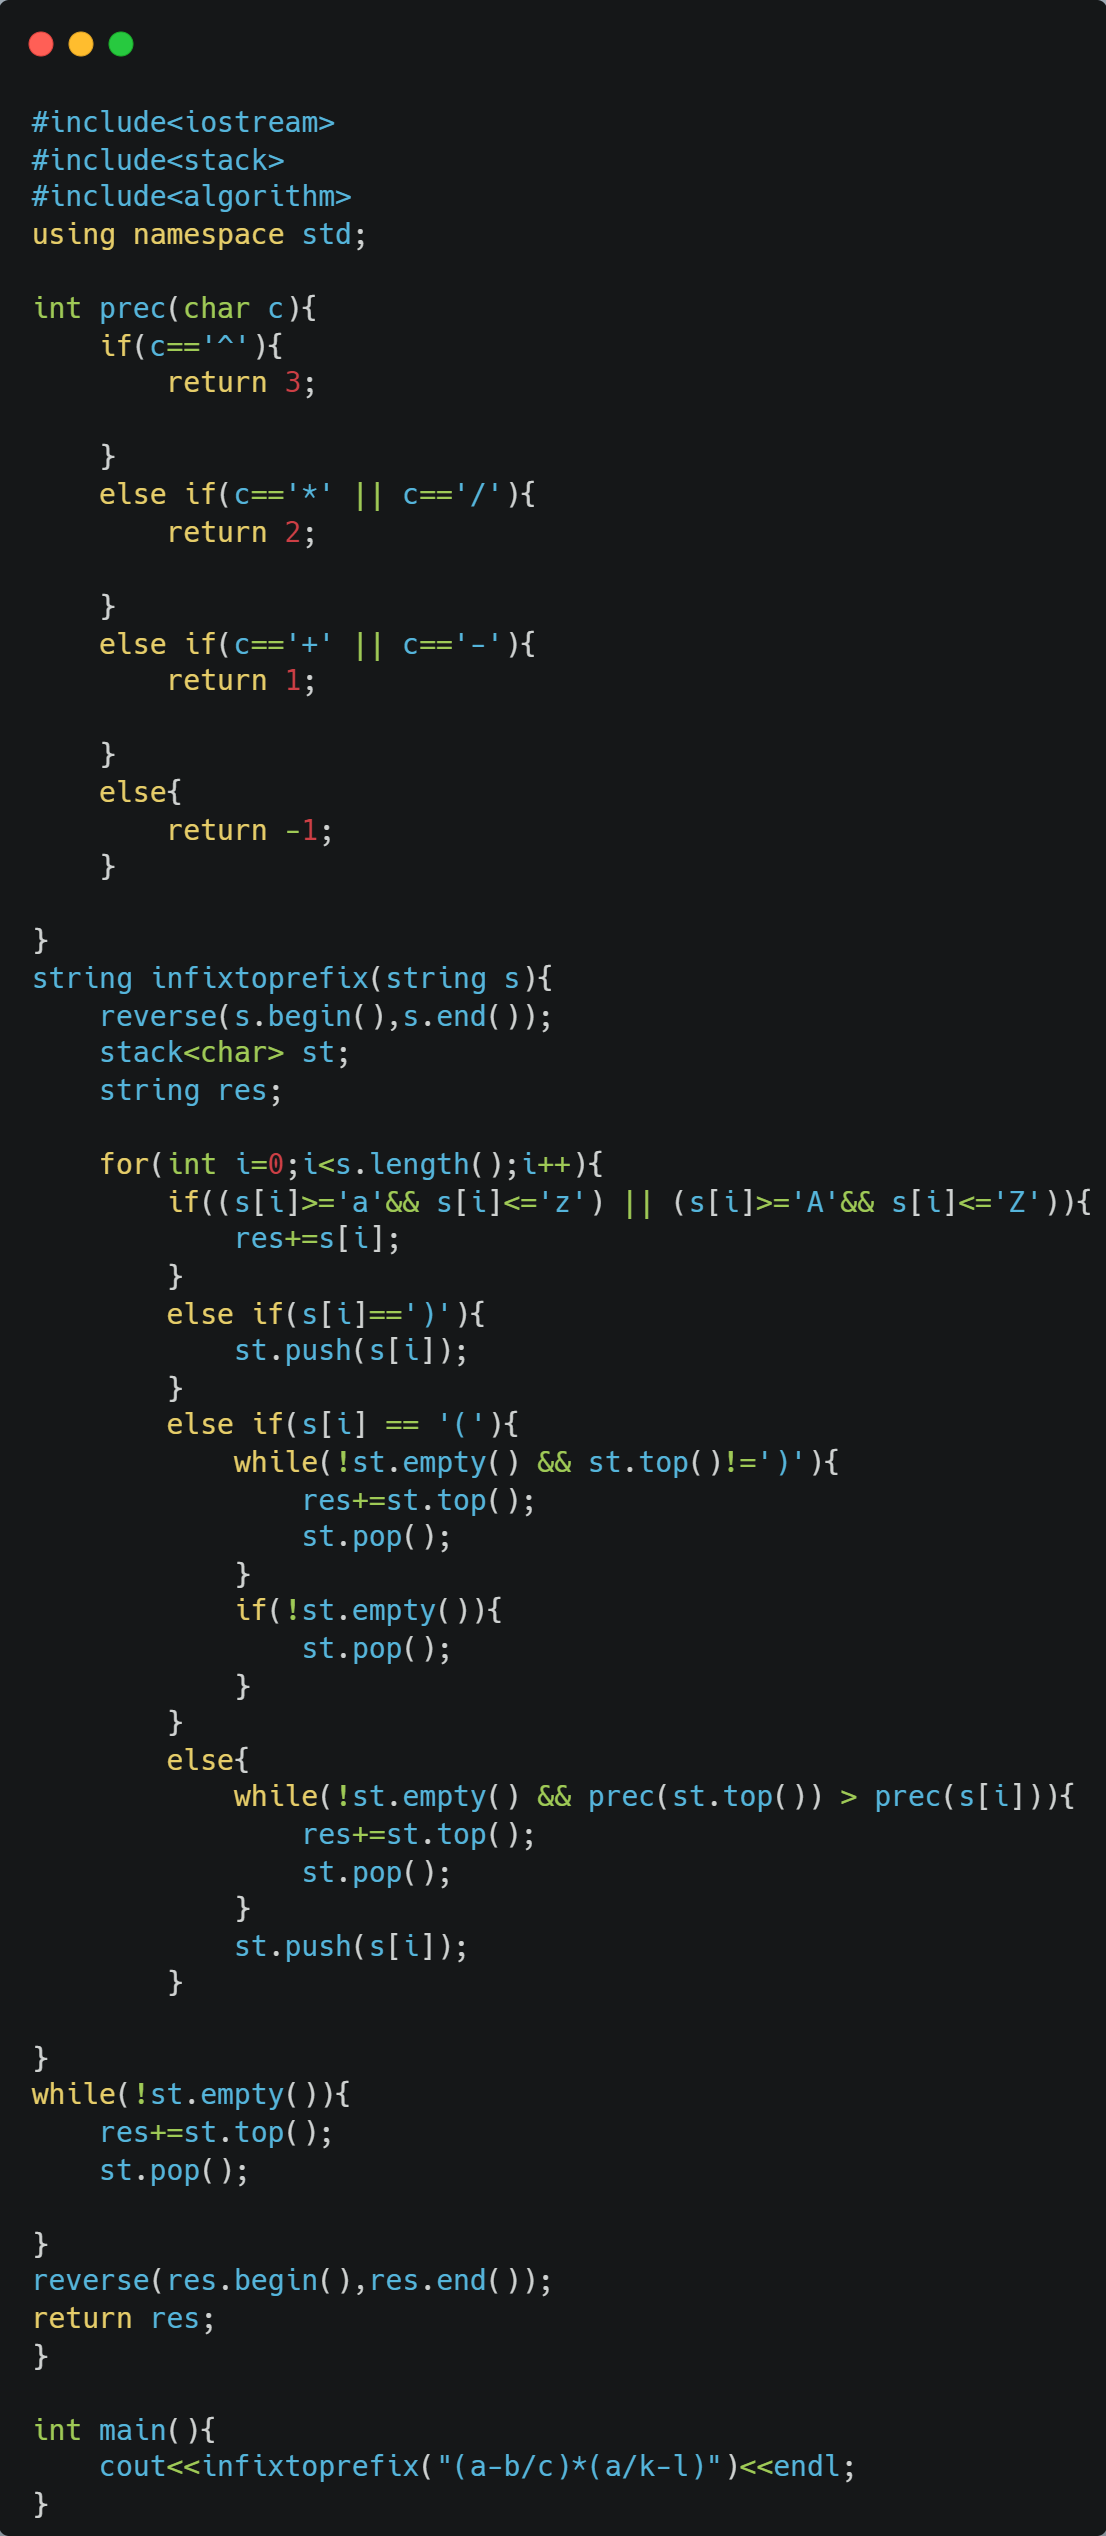 #include<iostream>
#include<stack>
#include<algorithm>
using namespace std;

int prec(char c){
    if(c=='^'){
        return 3;

    }
    else if(c=='*' || c=='/'){
        return 2;

    }
    else if(c=='+' || c=='-'){
        return 1;

    }
    else{
        return -1;
    }

}
string infixtoprefix(string s){
    reverse(s.begin(),s.end());
    stack<char> st;
    string res;

    for(int i=0;i<s.length();i++){
        if((s[i]>='a'&& s[i]<='z') || (s[i]>='A'&& s[i]<='Z')){
            res+=s[i];
        }
        else if(s[i]==')'){
            st.push(s[i]);
        }
        else if(s[i] == '('){
            while(!st.empty() && st.top()!=')'){
                res+=st.top();
                st.pop();
            }
            if(!st.empty()){
                st.pop();
            }
        }
        else{
            while(!st.empty() && prec(st.top()) > prec(s[i])){
                res+=st.top();
                st.pop();
            }
            st.push(s[i]);
        }

}
while(!st.empty()){
    res+=st.top();
    st.pop();

}
reverse(res.begin(),res.end());
return res;
}

int main(){
    cout<<infixtoprefix("(a-b/c)*(a/k-l)")<<endl;
}